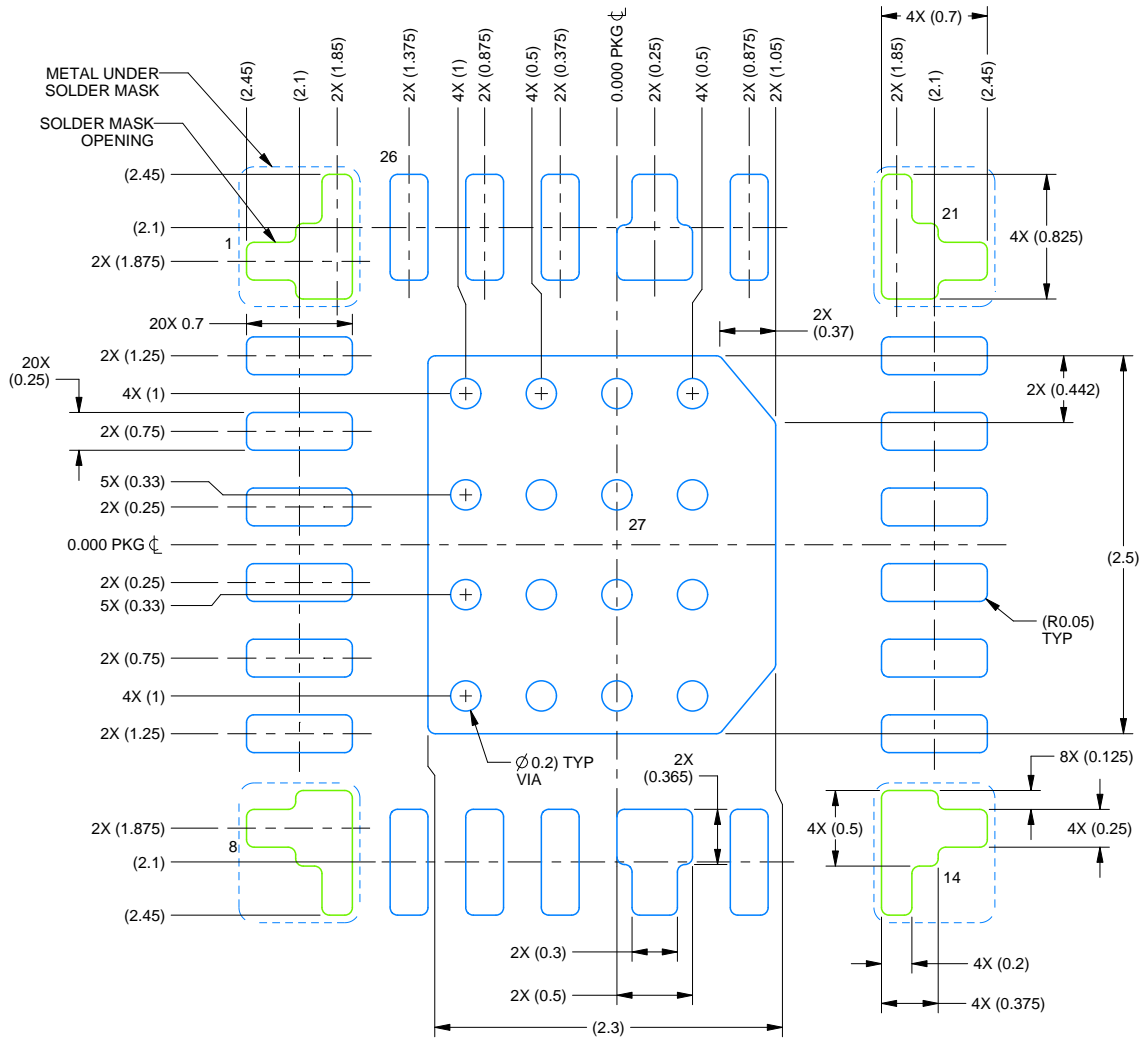 4X (0.7)
(2.45)
(2.1)
2X (1.85)
2X (1.375)
4X (1)
2X (0.875)
4X (0.5)
2X (0.375)
0.000 PKG ℄
2X (0.25)
4X (0.5)
2X (0.875)
2X (1.05)
2X (1.85)
(2.1)
(2.45)
METAL UNDER
SOLDER MASK
SOLDER MASK
OPENING
26
(2.45)
21
(2.1)
1
4X (0.825)
2X (1.875)
20X 0.7
2X
(0.37)
2X (1.25)
20X
(0.25)
2X (0.442)
4X (1)
2X (0.75)
5X (0.33)
2X (0.25)
27
0.000 PKG ℄
(2.5)
2X (0.25)
5X (0.33)
(R0.05)
TYP
2X (0.75)
4X (1)
2X (1.25)
Ø 0.2) TYP
VIA
2X
(0.365)
8X (0.125)
2X (1.875)
4X (0.5)
4X (0.25)
8
(2.1)
14
(2.45)
2X (0.3)
4X (0.2)
2X (0.5)
4X (0.375)
(2.3)